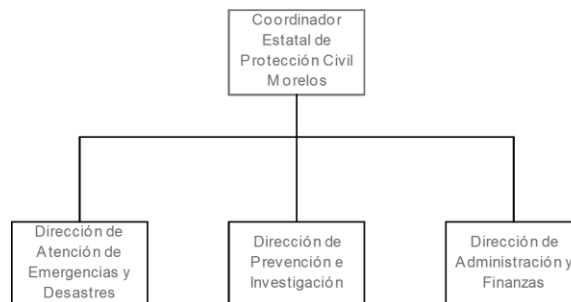 Coordinador
Estatal de
Protección Civil
Morelos
Dirección de
Atención de
Emergencias y
Desastres
Dirección de
Prevención e
Investigación
Dirección de
Administración y
Finanzas